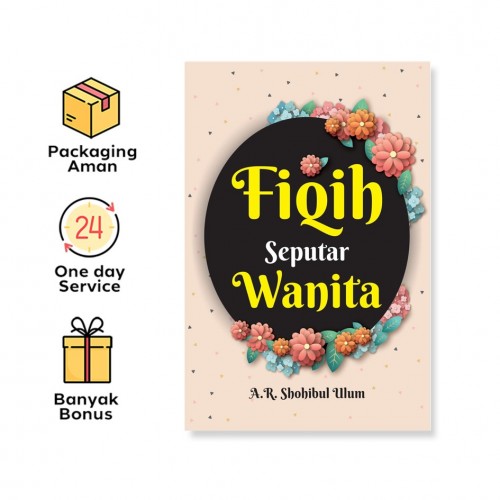 Packaging
Aman
24
One day
Service
Banyak
Bonus
Fiqih
Seputar
Wanita
A.R. Shohibul Ulum